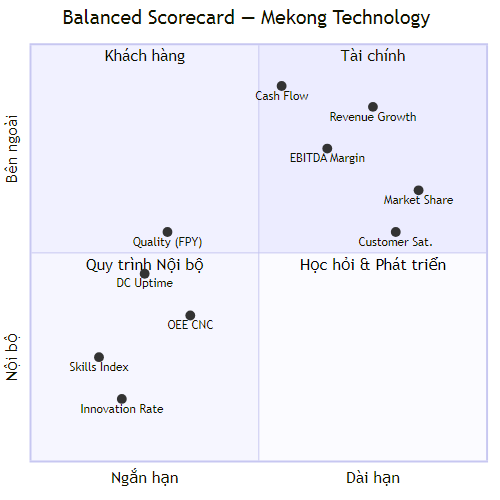 Balanced Scorecard — Mekong Technology
Khách hàng
Tài chính
Cash Flow
Revenue Growth
EBITDA Margin
Market Share
Quality (FPY)
Customer Sat.
Bên ngoài
Quy trình Nội bộ
Học hỏi & Phát triển
DC Uptime
OEE CNC
Skills Index
Innovation Rate
Nội bộ
Ngắn hạn
Dài hạn